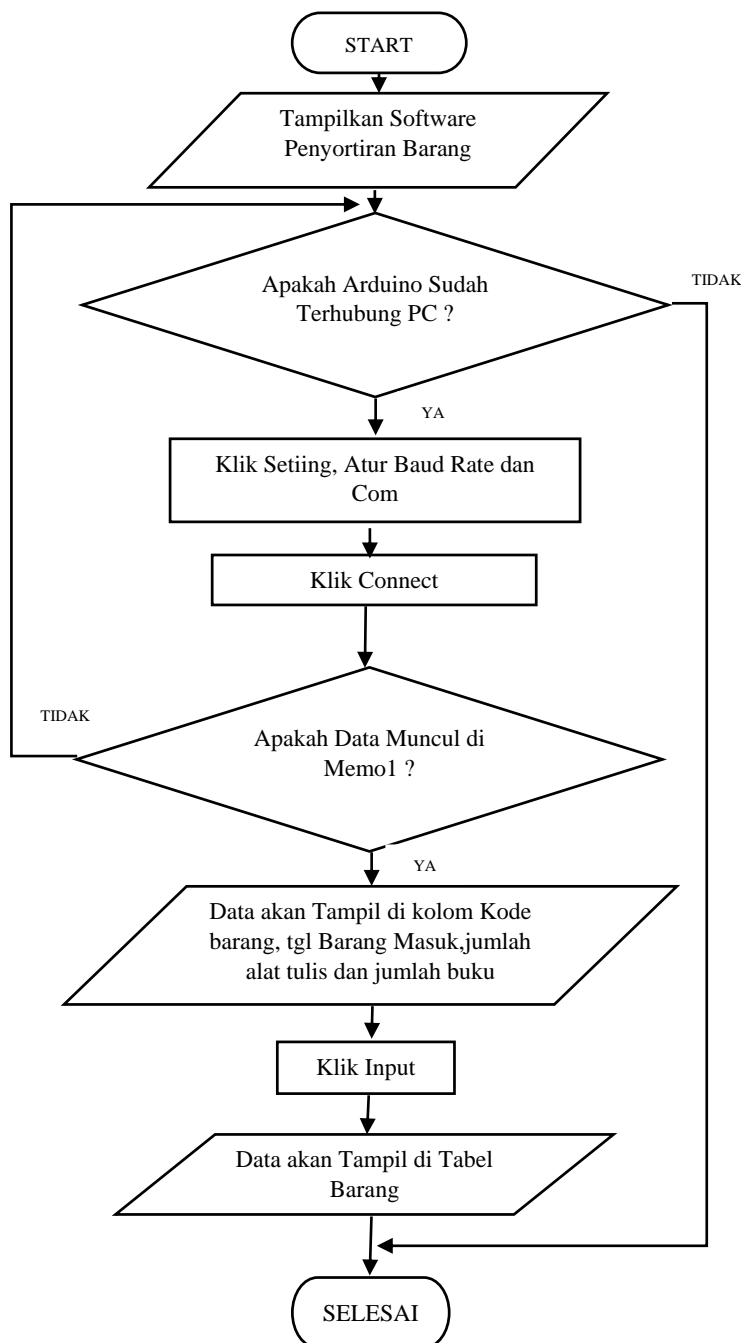 START
Tampilkan Software
Penyortiran Barang
Apakah Arduino Sudah
Terhubung PC ?
TIDAK
YA
Klik Setiing, Atur Baud Rate dan
Com
Klik Connect
TIDAK
Apakah Data Muncul di
Memo1 ?
YA
Data akan Tampil di kolom Kode
barang, tgl Barang Masuk,jumlah
alat tulis dan jumlah buku
Klik Input
Data akan Tampil di Tabel
Barang
SELESAI